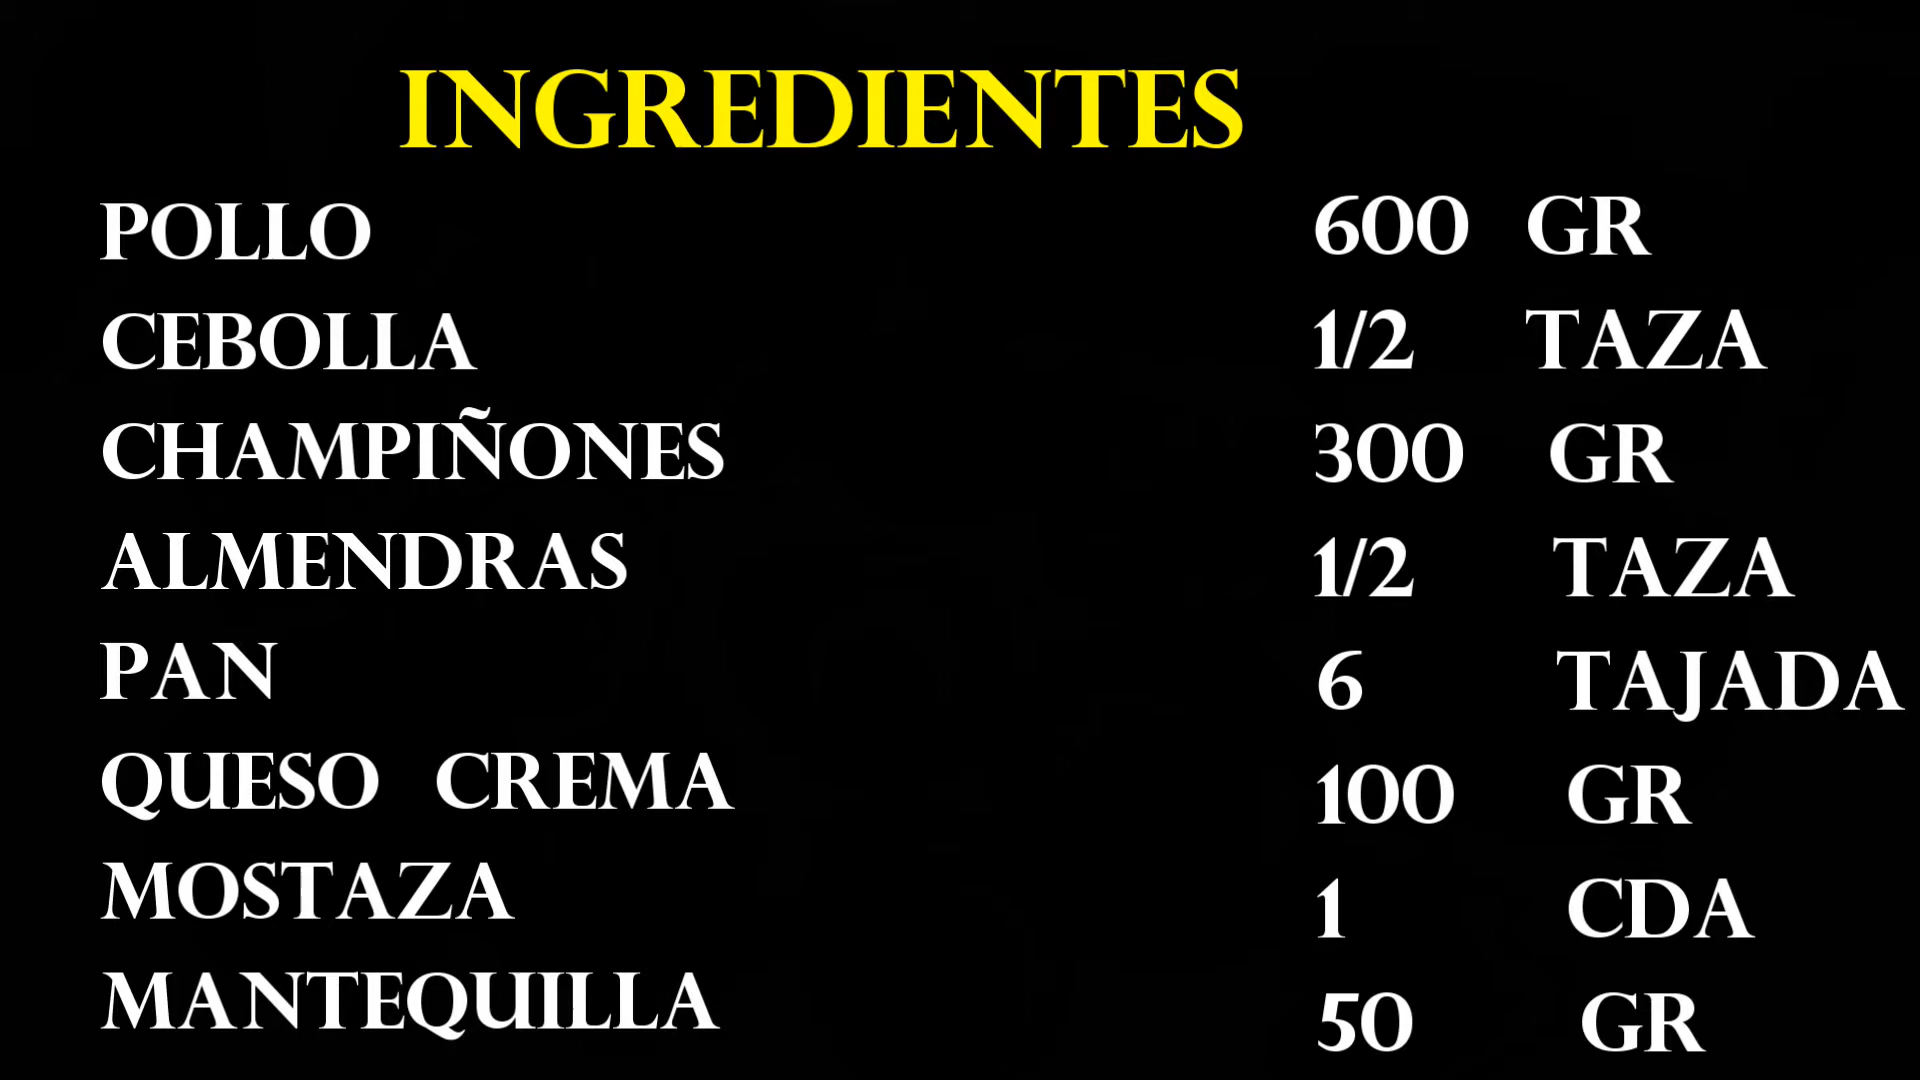 INGREDIENTES
POLLO 600 GR
CEBOLLA 1/2 TAZA
CHAMPIÑONES 300 GR
ALMENDRAS 1/2 TAZA
PAN 6 TAJADA
QUESO CREMA 100 GR
MOSTAZA 1 CDA
MANTEQUILLA 50 GR